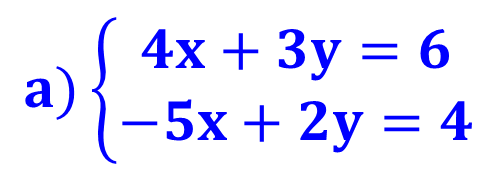 a) { 4x + 3y = 6
−5x + 2y = 4